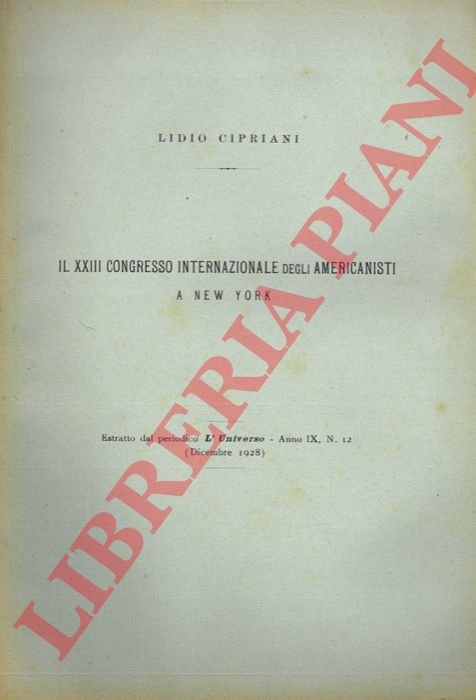 LIDIO CIPRIANI
IL XXIII CONGRESSO INTERNAZIONALE DEGLI AMERICANISTI
A NEW YORK
Estratto dal periodico L'Universo - Anno IX, N. 12
(Dicembre 1928)
LIBRERIA PIANI